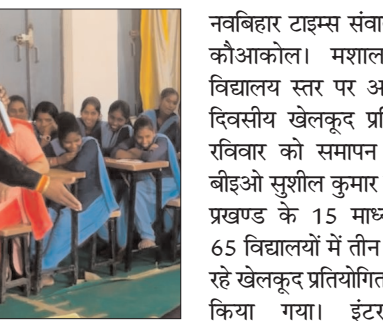 नवबिहार टाइम्स संवा
कौआकोल। मशाल
विद्यालय स्तर पर अ
दिवसीय खेलकूद प्रि
रविवार को समापन
बीइओ सुशील कुमार
प्रखण्ड के 15 माध्
65 विद्यालयों में तीन
रहे खेलकूद प्रतियोगित
किया गया। इंटर